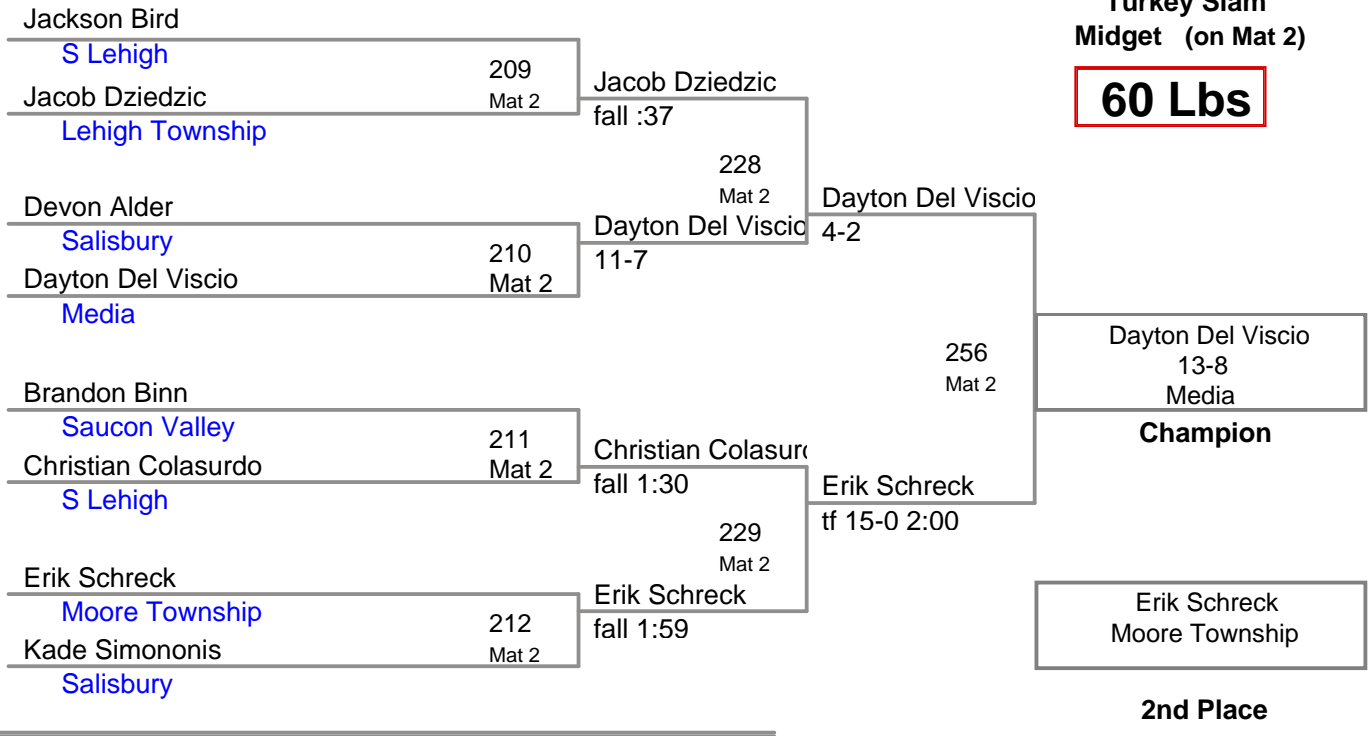 Turkey Slam
Midget (on Mat 2)
60 Lbs
Jackson Bird
S Lehigh
209
Mat 2
Jacob Dziedzic
Lehigh Township
Jacob Dziedzic
fall :37
228
Mat 2
Devon Alder
Salisbury
210
Mat 2
Dayton Del Viscio
Media
Dayton Del Viscio
11-7
Dayton Del Viscio
4-2
256
Mat 2
Brandon Binn
Saucon Valley
211
Mat 2
Christian Colasurdo
S Lehigh
Christian Colasurd
fall 1:30
229
Mat 2
Erik Schreck
Moore Township
212
Mat 2
Kade Simononis
Salisbury
Erik Schreck
fall 1:59
Erik Schreck
tf 15-0 2:00
Dayton Del Viscio
13-8
Media
Champion
Erik Schreck
Moore Township
2nd Place